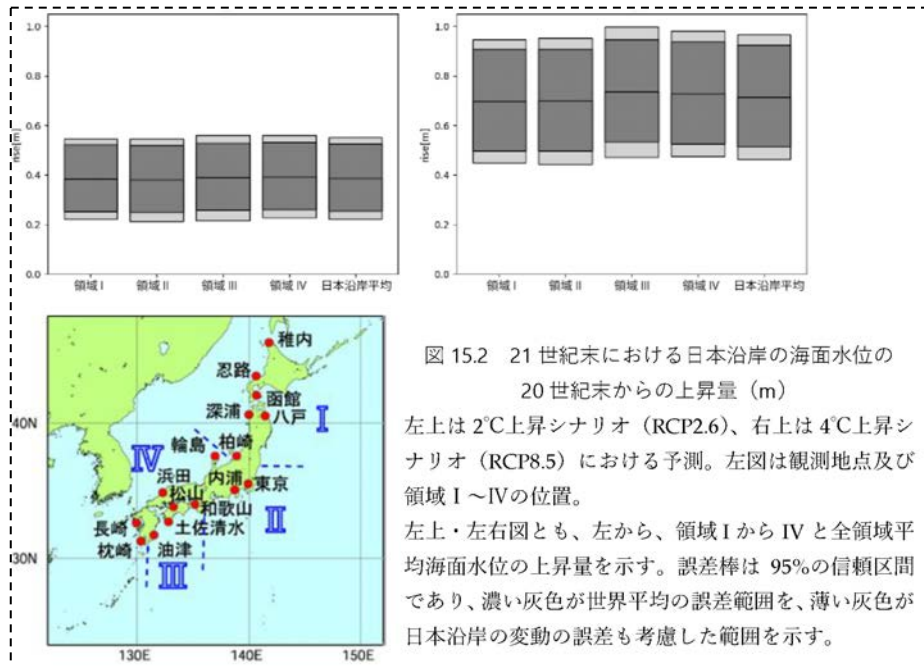 1.0
0.8
0.6
0.4
0.2
0.0
rise[m]
領域 I
領域 II
領域 III
領域 IV
日本沿岸平均
1.0
0.8
0.6
0.4
0.2
0.0
rise[m]
領域 I
領域 II
領域 III
領域 IV
日本沿岸平均
稚内
忍路
函館
深浦
八戸
I
40N
輪島
柏崎
IV
浜田
内浦
東京
松山
和歌山
II
長崎
土佐清水
枕崎
油津
30N
III
130E
140E
150E
図 15.2 21 世紀末における日本沿岸の海面水位の
20 世紀末からの上昇量（m）
左上は 2℃上昇シナリオ（RCP2.6）、右上は 4℃上昇シ
ナリオ（RCP8.5）における予測。左図は観測地点及び
領域 I ～IVの位置。
左上・左右図とも、左から、領域 I から IV と全領域平
均海面水位の上昇量を示す。誤差棒は 95%の信頼区間
であり、濃い灰色が世界平均の誤差範囲を、薄い灰色が
日本沿岸の変動の誤差も考慮した範囲を示す。